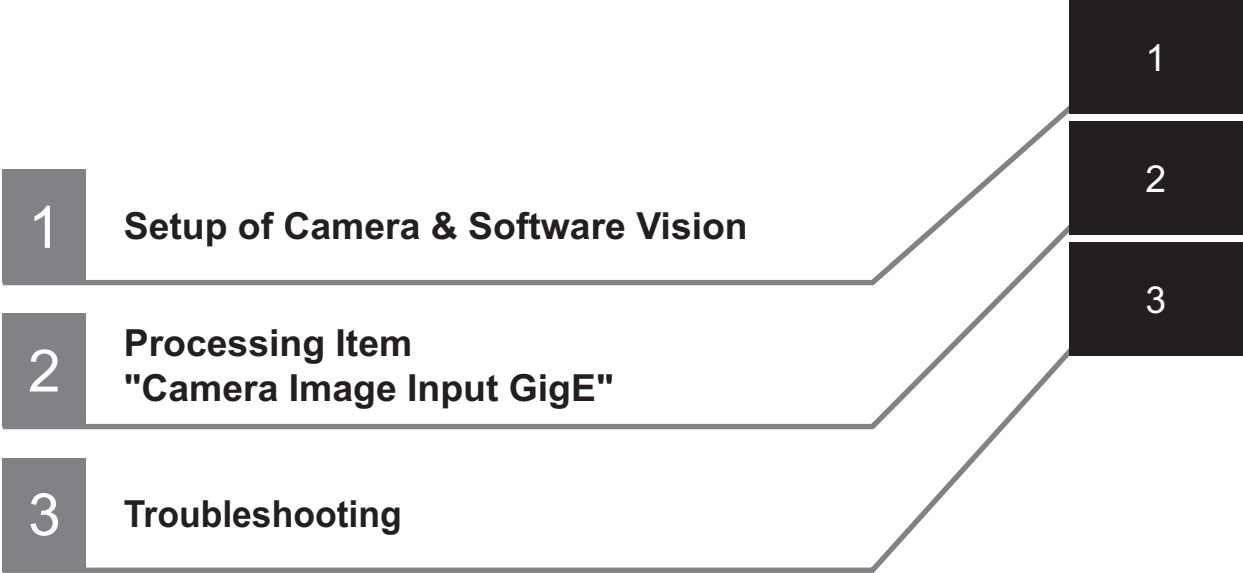 1
Setup of Camera & Software Vision
2
Processing Item
"Camera Image Input GigE"
3
Troubleshooting
1
2
3